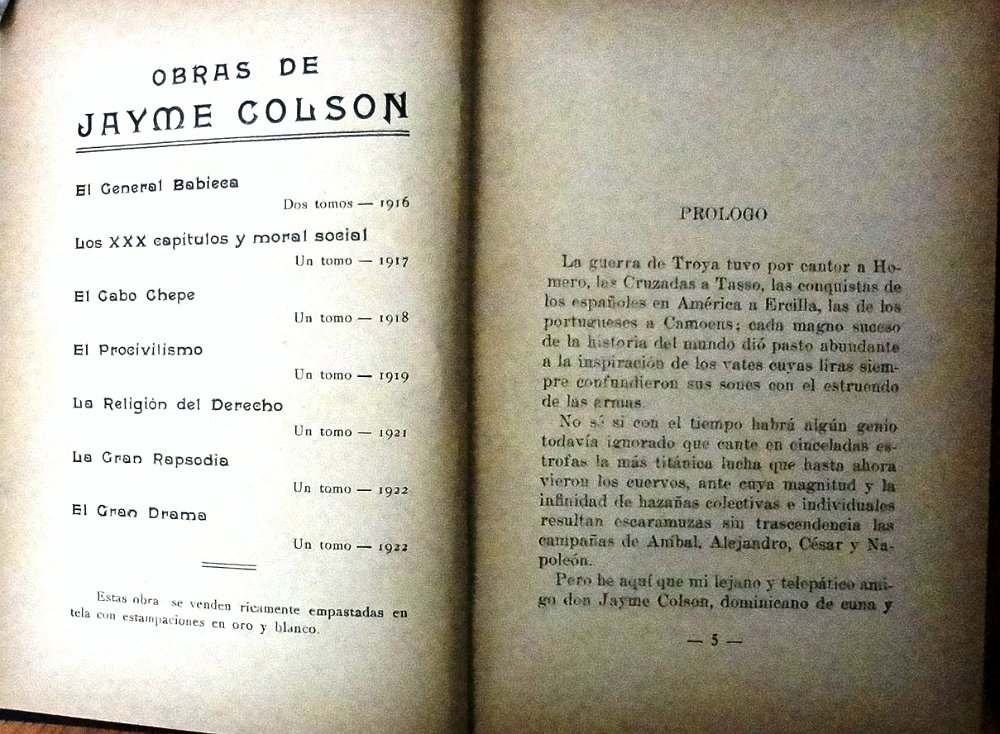 OBRAS DE
JAYME COLSON
El General Babieca
Dos tomos — 1916
Los XXX capitulos y moral social
Un tomo — 1917
El Cabo Chepe
Un tomo — 1918
El Procivilismo
Un tomo — 1919
La Religión del Derecho
Un tomo — 1921
La Gran Rapsodia
Un tomo — 1922
El Gran Drama
Un tomo — 1922
Estas obra se venden ricamente empastadas en
tela con estampaciones en oro y blanco.
PROLOGO
La guerra de Troya tuvo por cantor a Ho-
mero, las Cruzadas a Tasso, las conquistas de
los españoles en América a Ercilla, las de los
portugueses a Camoens; cada magno suceso
de la historia del mundo dió pasto abundante
a la inspiración de los vates cuyas liras siem-
pre confundieron sus sones con el estruendo
de las armas.
No sé si con el tiempo habrá algún genio
todavía ignorado que cante en cinceladas es-
trofas la más titánica lucha que hasta ahora
vieron los cuervos, ante cuya magnitud y la
infinidad de hazañas colectivas e individuales
resultan escaramuzas sin trascendencia las
campañas de Aníbal, Alejandro, César y Na-
poleón.
Pero he aquí que mi lejano y telepático ami-
go don Jayme Colson, dominicano de cuna y
— 5 —